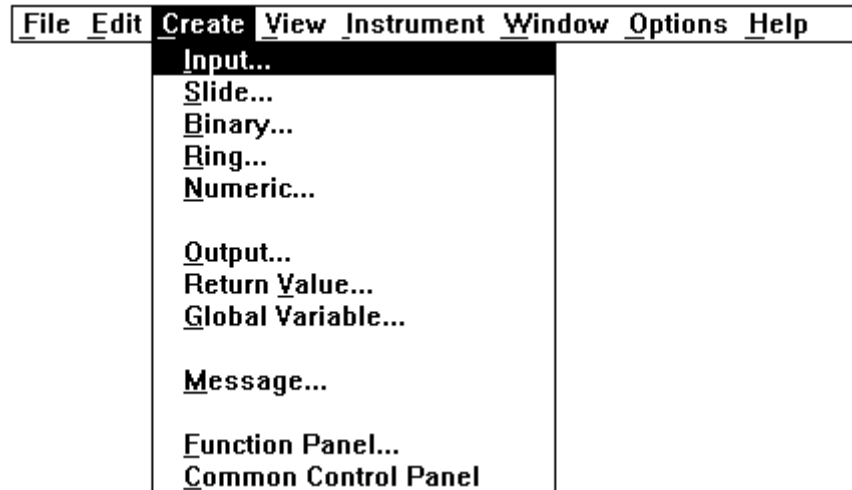 File Edit Create View Instrument Window Options Help
Input...
Slide...
Binary...
Ring...
Numeric...
Output...
Return Value...
Global Variable...
Message...
Function Panel...
Common Control Panel